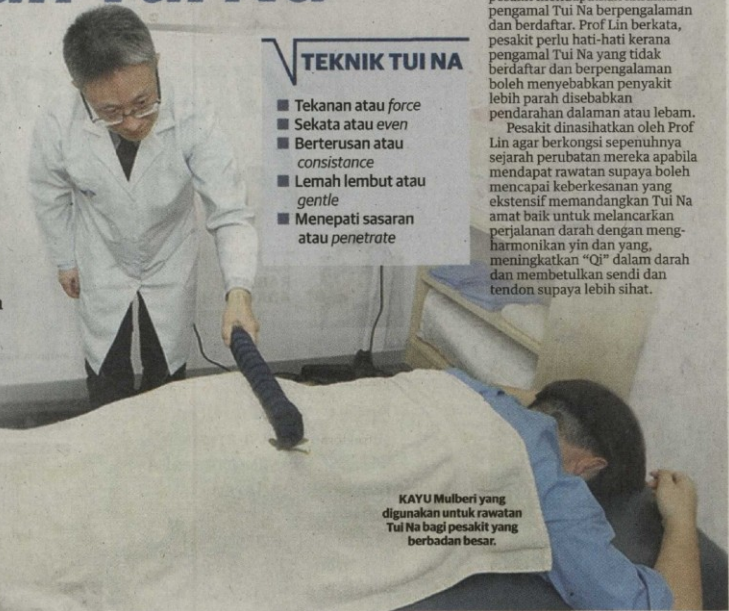 TEKNIK TUI NA
Tekanan atau force
Sekata atau even
Berterusan atau
consistance
Lemah lembut atau
gentle
Menepati sasaran
atau penetrate
pengamal Tui Na berpengalaman
dan berdaftar. Prof Lin berkata,
pesakit perlu hati-hati kerana
pengamal Tui Na yang tidak
berdaftar dan berpengalaman
boleh menyebabkan penyakit
lebih parah disebabkan
pendarahan dalaman atau lebam.
Pesakit dinasihatkan oleh Prof
Lin agar berkongsi sepenuhnya
sejarah perubatan mereka apabila
mendapat rawatan supaya boleh
mencapai keberkesanan yang
ekstensif memandangkan Tui Na
amat baik untuk melancarkan
perjalanan darah dengan meng-
harmonikan yin dan yang,
meningkatkan “Qi” dalam darah
dan membetulkan sendi dan
tendon supaya lebih sihat.
KAYU Mulberi yang
digunakan untuk rawatan
Tui Na bagi pesakit yang
berbadan besar.